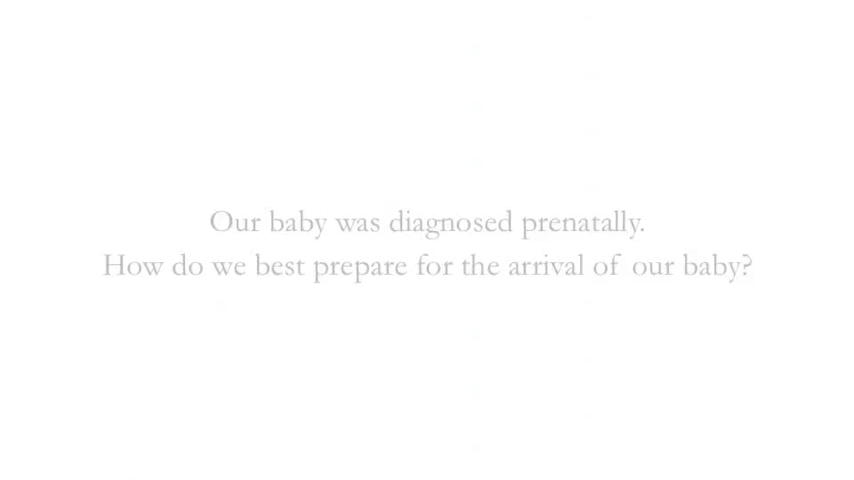 Our baby was diagnosed prenatally.
How do we best prepare for the arrival of our baby?